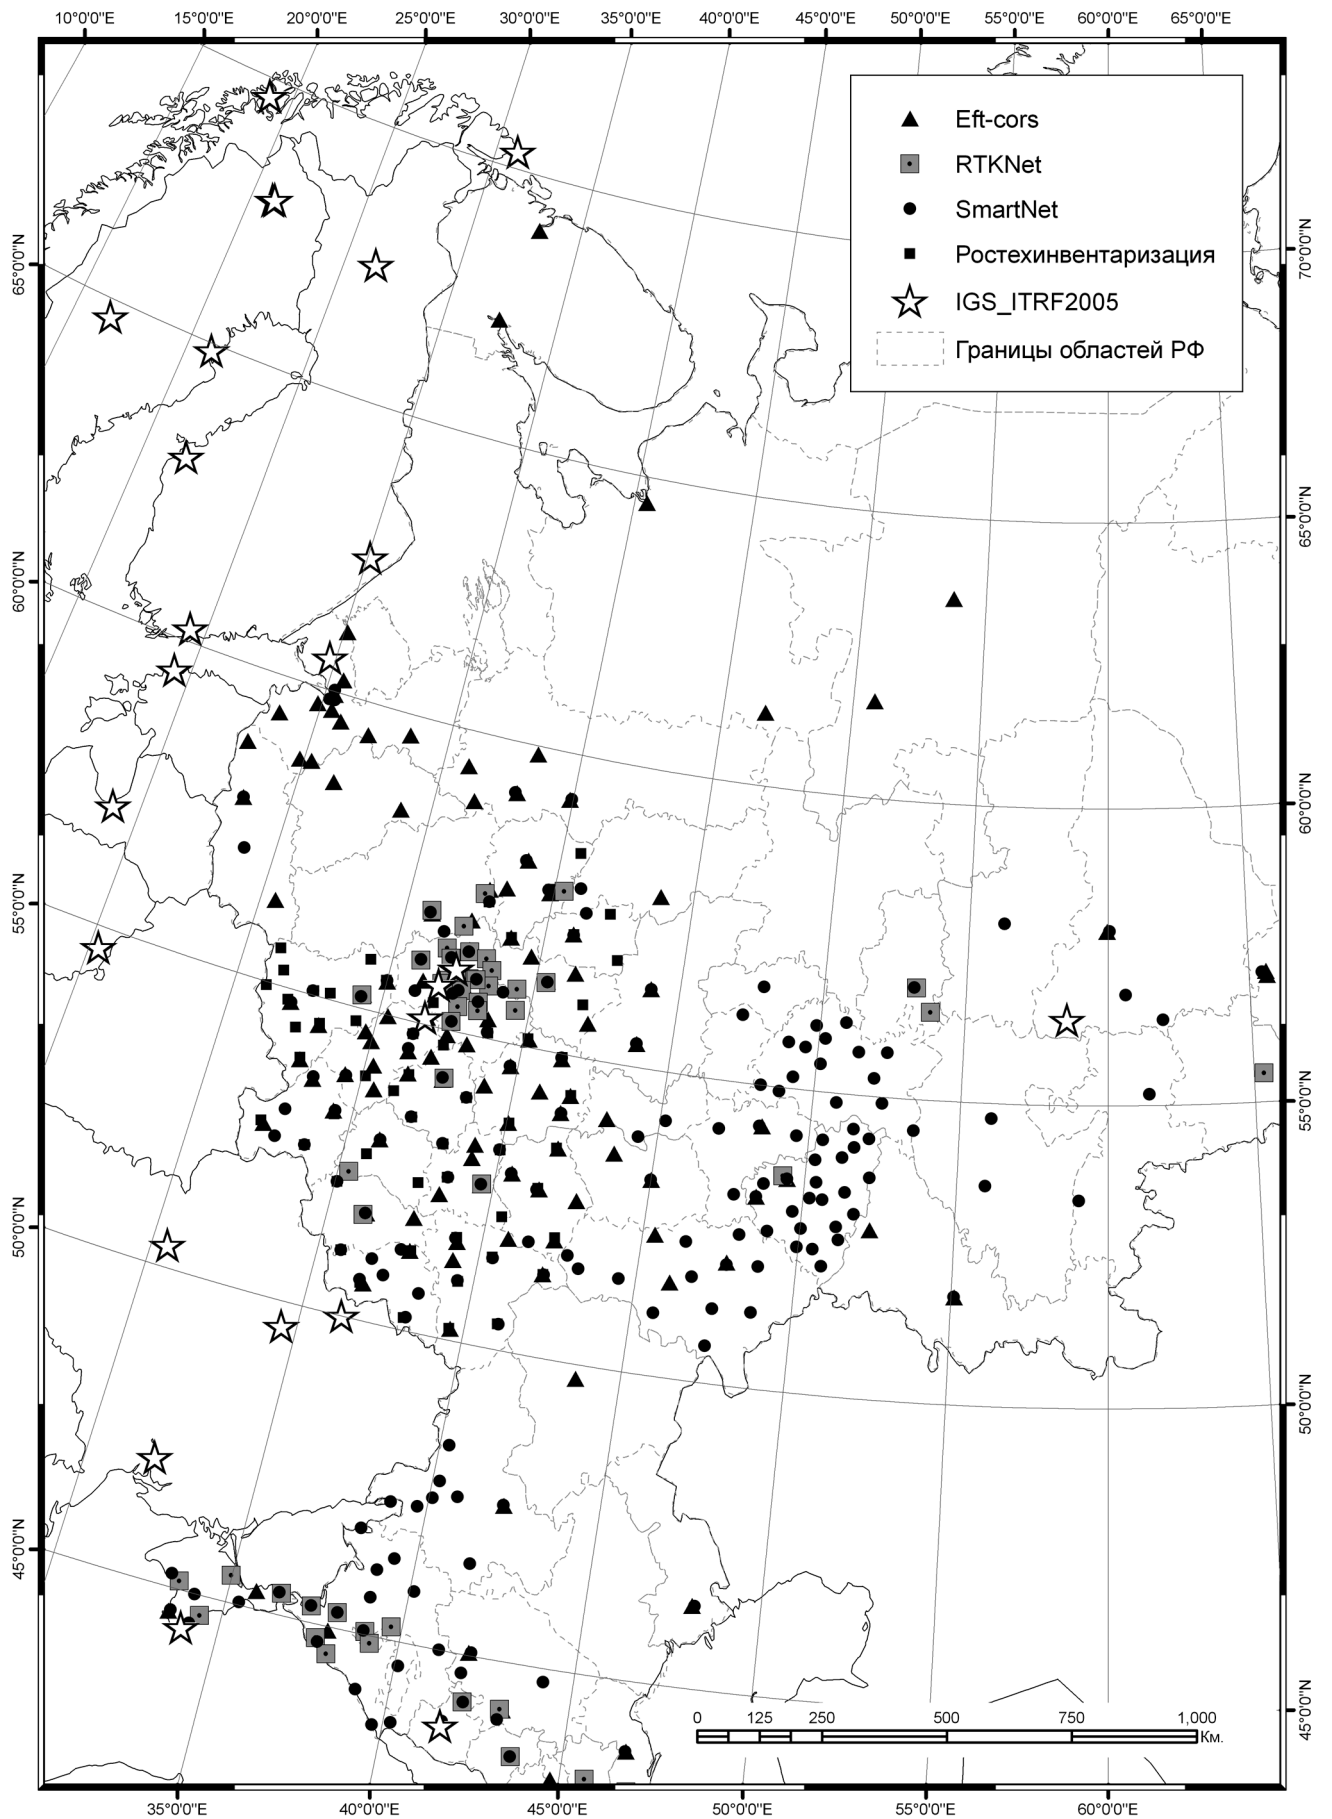 10°0'0"E 15°0'0"E 20°0'0"E 25°0'0"E 30°0'0"E 35°0'0"E 40°0'0"E 45°0'0"E 50°0'0"E 55°0'0"E 60°0'0"E 65°0'0"E
Eft-cors
RTKNet
SmartNet
Ростехинвентаризация
IGS_ITRF2005
Границы областей РФ
65°0'0"N
60°0'0"N
55°0'0"N
50°0'0"N
45°0'0"N
70°0'0"N
65°0'0"N
60°0'0"N
55°0'0"N
50°0'0"N
45°0'0"N
0 125 250 500 750 1,000
Км.
35°0'0"E 40°0'0"E 45°0'0"E 50°0'0"E 55°0'0"E 60°0'0"E